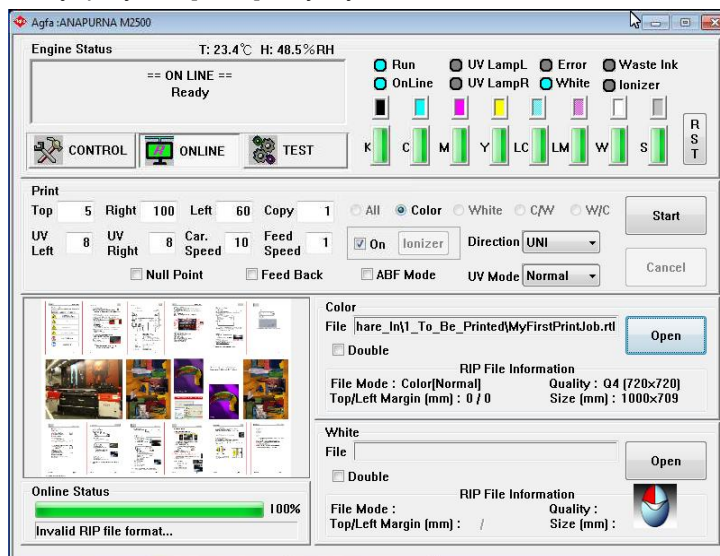 Agfa :ANAPURNA M2500
Engine Status T: 23.4℃ H: 48.5%RH
== ON LINE ==
Ready
Run UV LampL Error Waste Ink
OnLine UV LampR White Ionizer
K C M Y LC LM W S
RST
CONTROL ONLINE TEST
Print
Top 5 Right 100 Left 60 Copy 1
All Color White C/W W/C
Start
UV Left 8 UV Right 8 Car. Speed 10 Feed Speed 1
On Ionizer Direction UNI
Cancel
Null Point Feed Back ABF Mode UV Mode Normal
Color
File hare_In\1_To_Be_Printed\MyFirstPrintJob.rtl
Open
Double
RIP File Information
File Mode : Color[Normal] Quality : Q4 (720x720)
Top/Left Margin (mm) : 0 / 0 Size (mm) : 1000x709
White
File
Open
Double
RIP File Information
File Mode : Quality :
Top/Left Margin (mm) : / Size (mm) :
Online Status
100%
Invalid RIP file format...